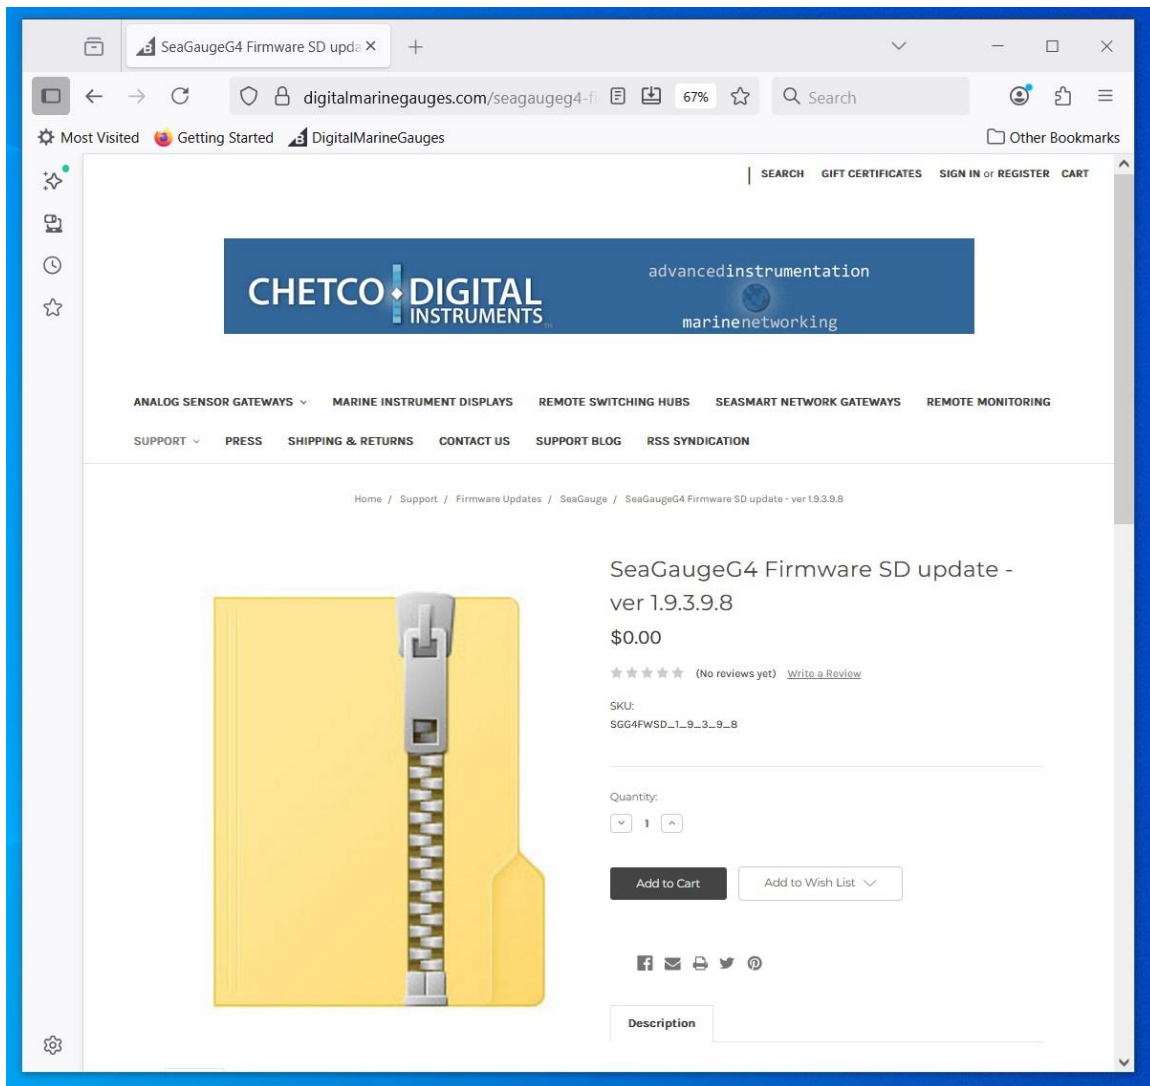 SeaGaugeG4 Firmware SD upda
digitalmarinegauges.com/seagaugeg4-fi
67%
Search
Most Visited
Getting Started
DigitalMarineGauges
Other Bookmarks
SEARCH GIFT CERTIFICATES SIGN IN or REGISTER CART
CHETCO DIGITAL
INSTRUMENTS
advancedinstrumentation
marinenetworking
ANALOG SENSOR GATEWAYS MARINE INSTRUMENT DISPLAYS REMOTE SWITCHING HUBS SEASMART NETWORK GATEWAYS REMOTE MONITORING
SUPPORT PRESS SHIPPING & RETURNS CONTACT US SUPPORT BLOG RSS SYNDICATION
Home / Support / Firmware Updates / SeaGauge / SeaGaugeG4 Firmware SD update - ver 1.9.3.9.8
SeaGaugeG4 Firmware SD update -
ver 1.9.3.9.8
$0.00
(No reviews yet) Write a Review
SKU:
SGG4FWSD_1_9_3_9_8
Quantity:
1
Add to Cart
Add to Wish List
Description